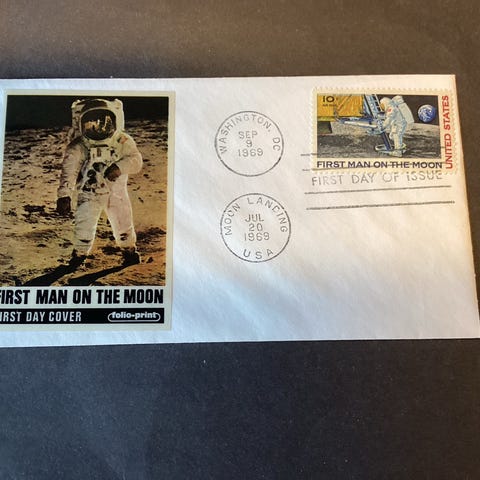 WASHINGTON, DC
SEP
9
1969
10¢
AIR MAIL
UNITED STATES
FIRST MAN ON THE MOON
FIRST DAY OF ISSUE
MOON LANDING
JUL
20
1969
USA
FIRST MAN ON THE MOON
FIRST DAY COVER
folio-print